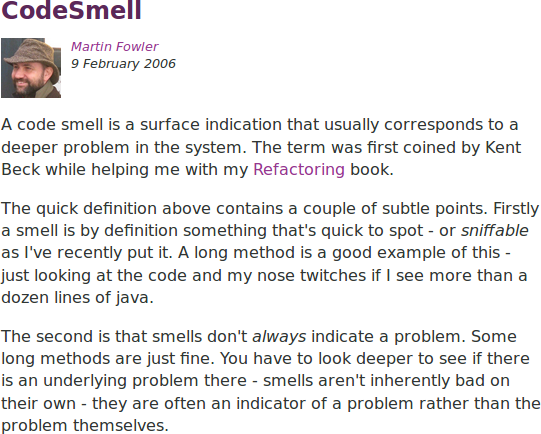 CodeSmell
Martin Fowler
9 February 2006
A code smell is a surface indication that usually corresponds to a
deeper problem in the system. The term was first coined by Kent
Beck while helping me with my Refactoring book.
The quick definition above contains a couple of subtle points. Firstly
a smell is by definition something that's quick to spot - or sniffable
as I've recently put it. A long method is a good example of this -
just looking at the code and my nose twitches if I see more than a
dozen lines of java.
The second is that smells don't always indicate a problem. Some
long methods are just fine. You have to look deeper to see if there
is an underlying problem there - smells aren't inherently bad on
their own - they are often an indicator of a problem rather than the
problem themselves.